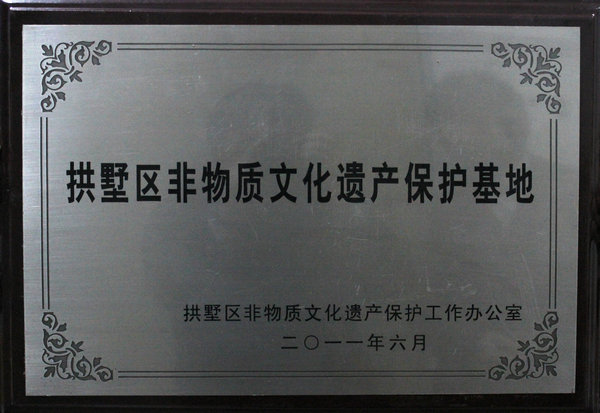 拱墅区非物质文化遗产保护基地
拱墅区非物质文化遗产保护工作办公室
二〇一一年六月